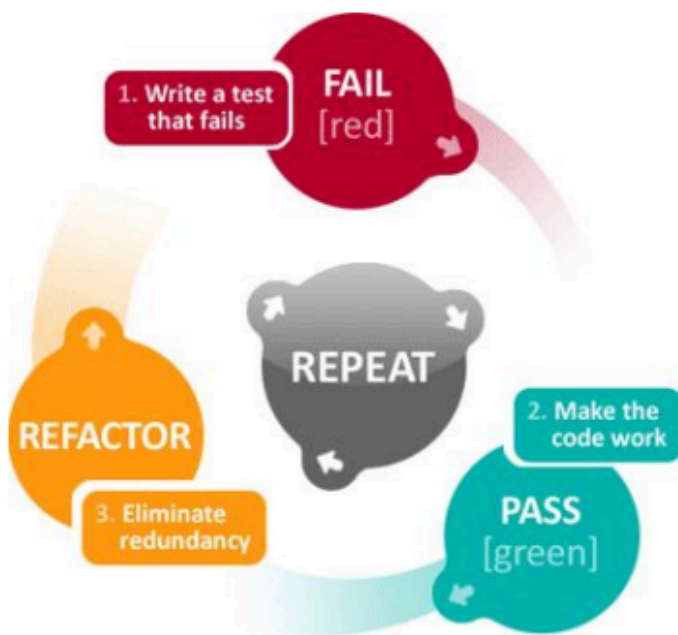 FAIL
[red]
1. Write a test
that fails
REPEAT
2. Make the
code work
PASS
[green]
REFACTOR
3. Eliminate
redundancy